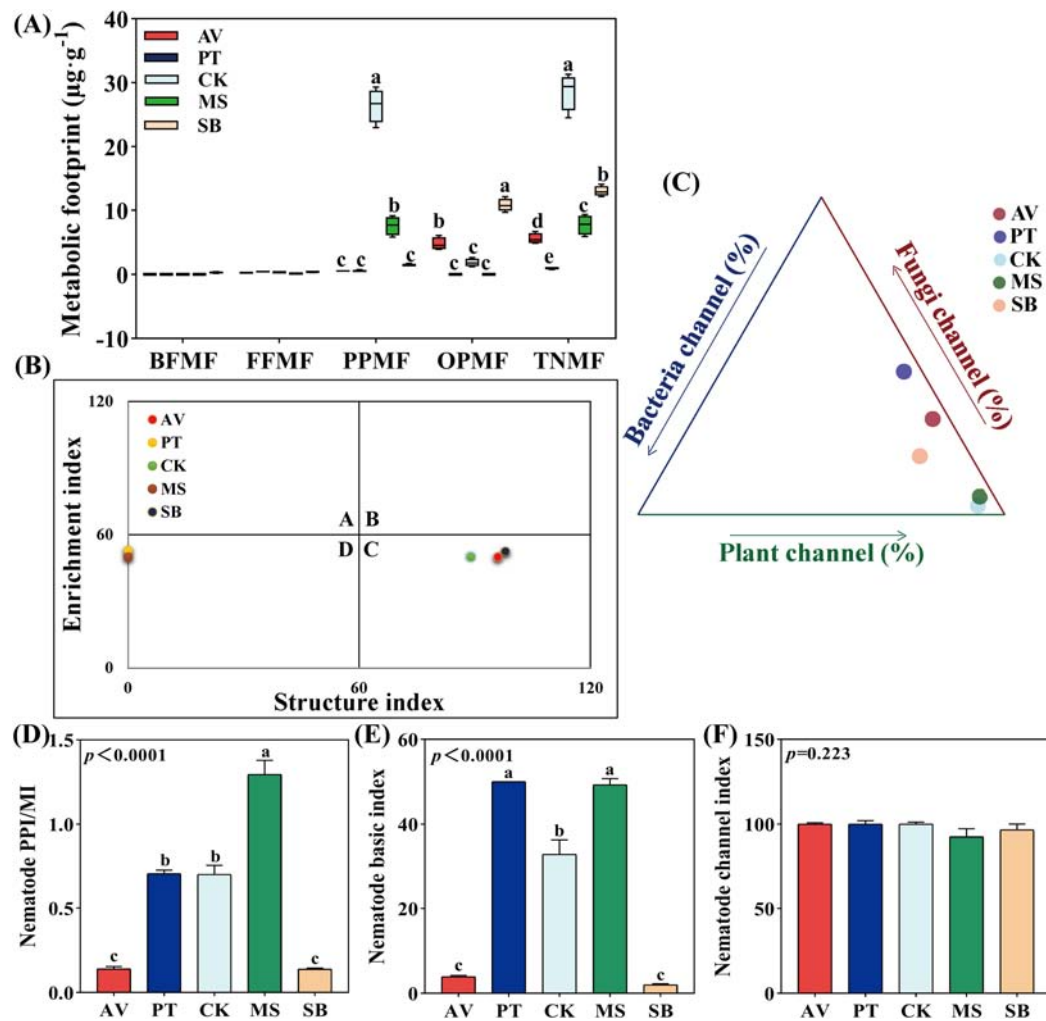 (A)
Metabolic footprint (μg·g⁻¹)
40
30
20
10
0
-10
AV
PT
CK
MS
SB
c c
a
b
c
b
c
c
c
a
d
e
a
c
b
BFMF FFMF PPMF OPMF TNMF
(B)
Enrichment index
120
60
0
AV
PT
CK
MS
SB
A B
D C
0 60 120
Structure index
(C)
Bacteria channel (%)
Fungi channel (%)
Plant channel (%)
AV
PT
CK
MS
SB
(D)
Nematode PPI/MI
1.5
1.0
0.5
0.0
p<0.0001
c b b a c
AV PT CK MS SB
(E)
Nematode basic index
60
40
20
0
p<0.0001
c a b a c
AV PT CK MS SB
(F)
Nematode channel index
150
100
50
0
p=0.223
AV PT CK MS SB